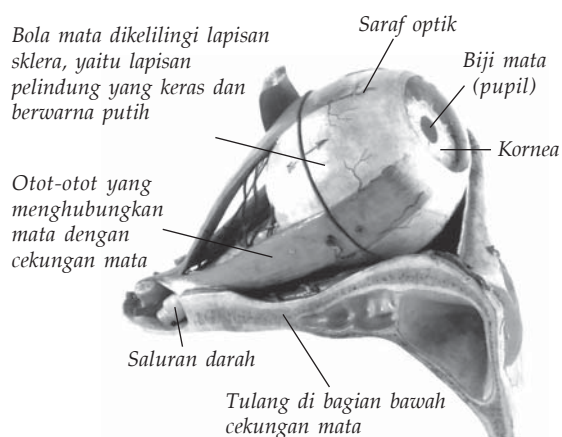 Bola mata dikelilingi lapisan
sklera, yaitu lapisan
pelindung yang keras dan
berwarna putih
Saraf optik
Biji mata
(pupil)
Kornea
Otot-otot yang
menghubungkan
mata dengan
cekungan mata
Saluran darah
Tulang di bagian bawah
cekungan mata